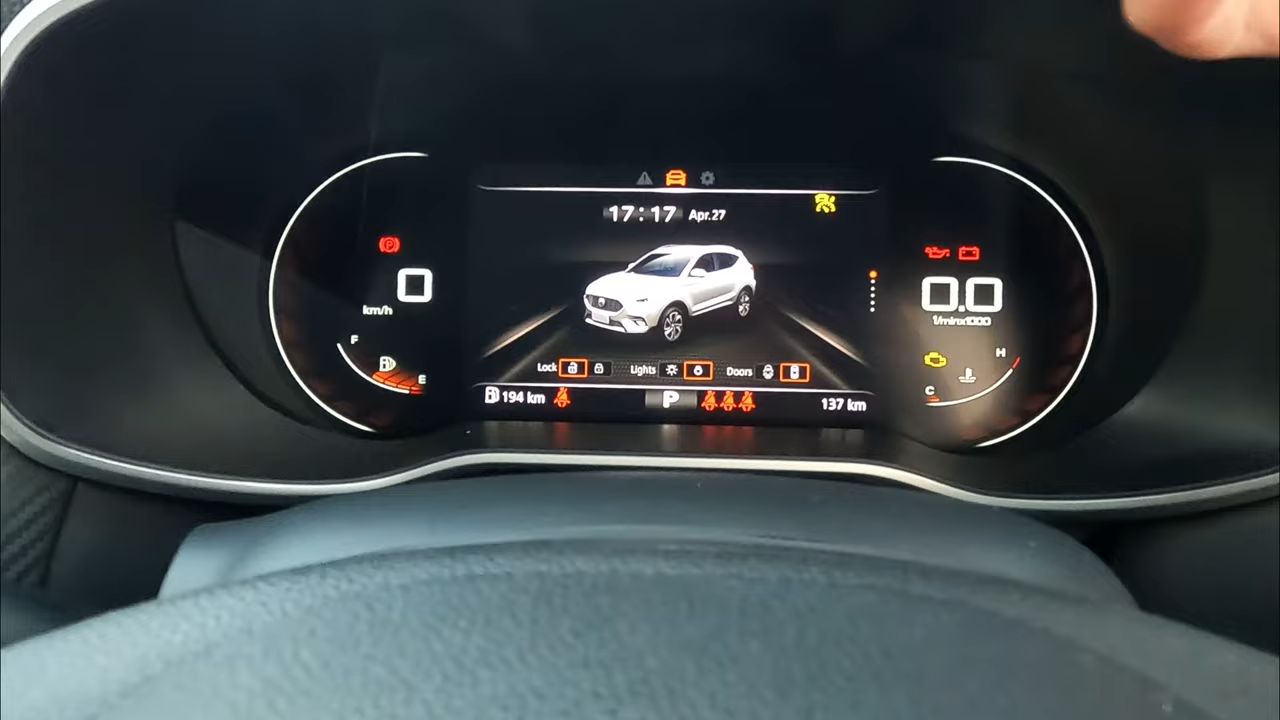 17:17 Apr.27
P
0
km/h
0.0
1/minx1000
F
E
H
C
Lock Lights Doors
194 km P 137 km